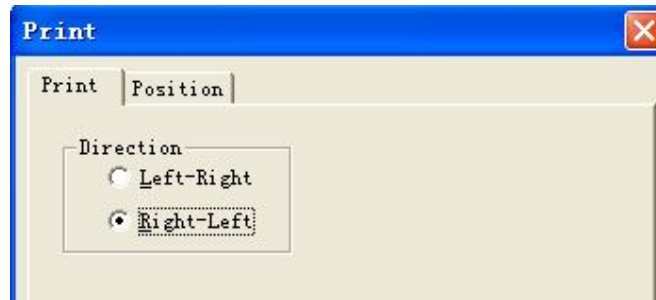 Print
Print Position
Direction
Left-Right
Right-Left